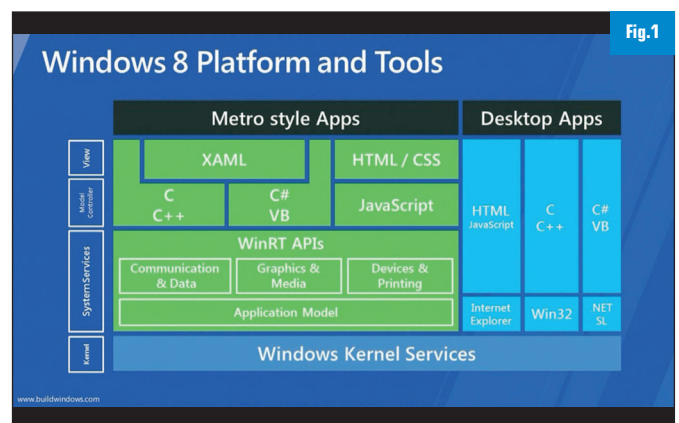 Fig.1
Windows 8 Platform and Tools
Metro style Apps
Desktop Apps
View
XAML
HTML / CSS
Model
Controller
C
C++
C#
VB
JavaScript
HTML
JavaScript
C
C++
C#
VB
SystemServices
WinRT APIs
Communication
& Data
Graphics &
Media
Devices &
Printing
Application Model
Internet
Explorer
Win32
NET
SL
Kernel
Windows Kernel Services
www.buildwindows.com